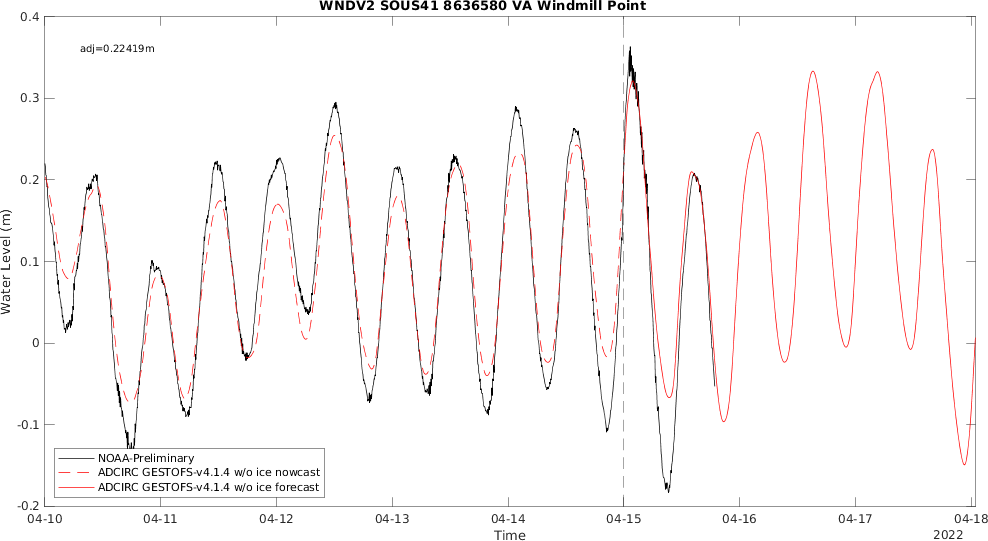 WNDV2 SOUS41 8636580 VA Windmill Point
adj=0.22419m
Water Level (m)
0.4
0.3
0.2
0.1
0
-0.1
-0.2
NOAA-Preliminary
ADCIRC GESTOFS-v4.1.4 w/o ice nowcast
ADCIRC GESTOFS-v4.1.4 w/o ice forecast
04-10 04-11 04-12 04-13 04-14 04-15 04-16 04-17 04-18
Time
2022